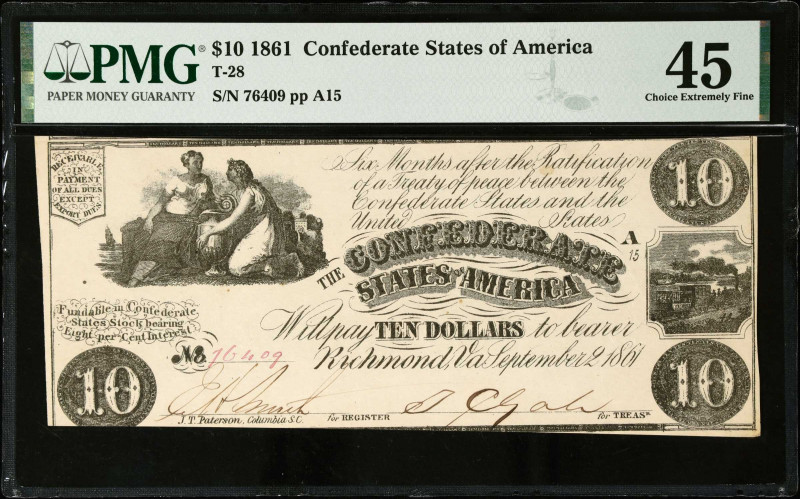 PMG®
PAPER MONEY GUARANTY
$10 1861 Confederate States of America
T-28
S/N 76409 pp A15
45
Choice Extremely Fine
RECEIVABLE
IN
PAYMENT
OF ALL DUES
EXCEPT
EXPORT DUES
Six Months after the Ratification
of a Treaty of peace between the
Confederate States and the
United States
10
A
15
THE CONFEDERATE
STATES OF AMERICA
Fundable in Confederate
States Stock bearing
Eight per Cent Interest
Will pay TEN DOLLARS to bearer
No. 76409
Richmond, Va September 2 1861
10
10
J.T. Paterson, Columbia S.C.
for REGISTER
for TREASR